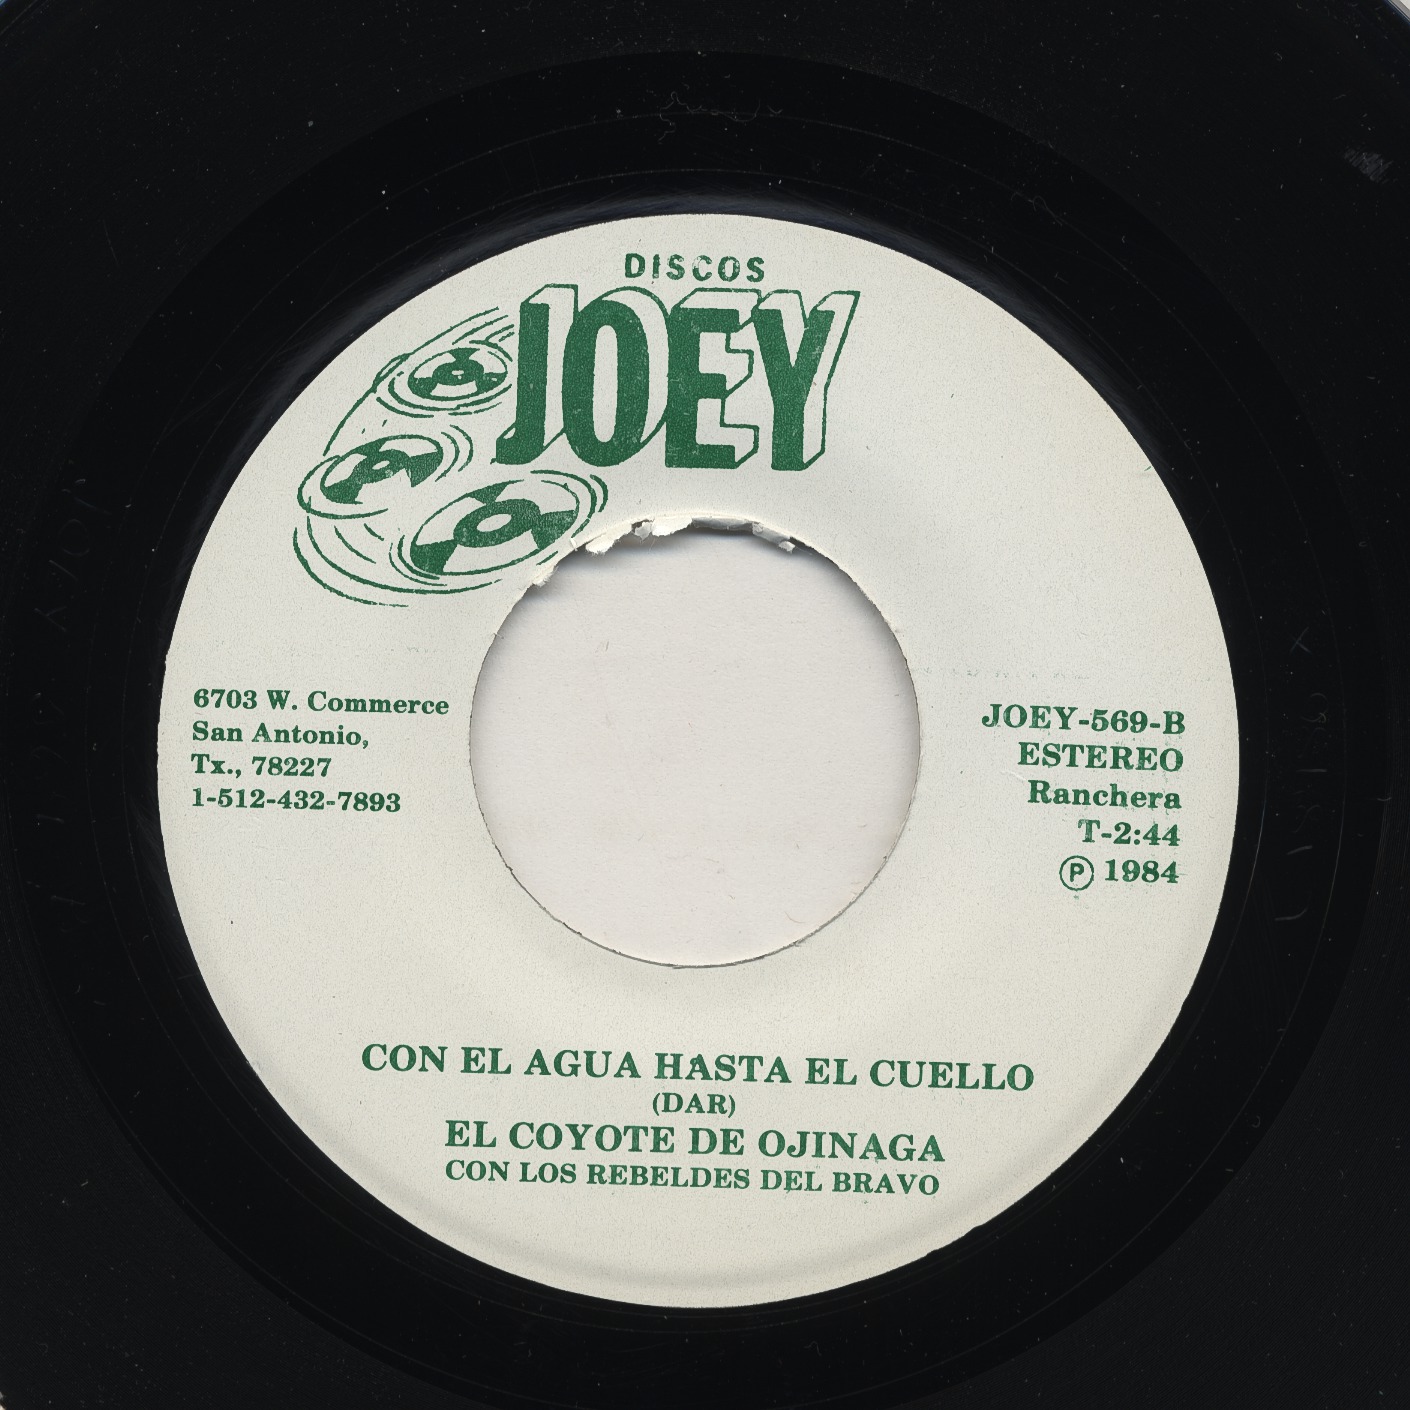 DISCOS
JOEY
6703 W. Commerce
San Antonio,
Tx., 78227
1-512-432-7893
JOEY-569-B
ESTEREO
Ranchera
T-2:44
Ⓟ 1984
CON EL AGUA HASTA EL CUELLO
(DAR)
EL COYOTE DE OJINAGA
CON LOS REBELDES DEL BRAVO